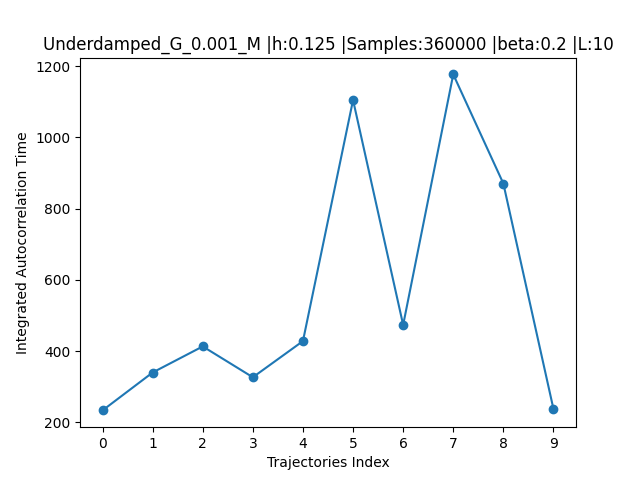 Underdamped_G_0.001_M |h:0.125 |Samples:360000 |beta:0.2 |L:10
1200
1000
800
600
400
200
Integrated Autocorrelation Time
0 1 2 3 4 5 6 7 8 9
Trajectories Index